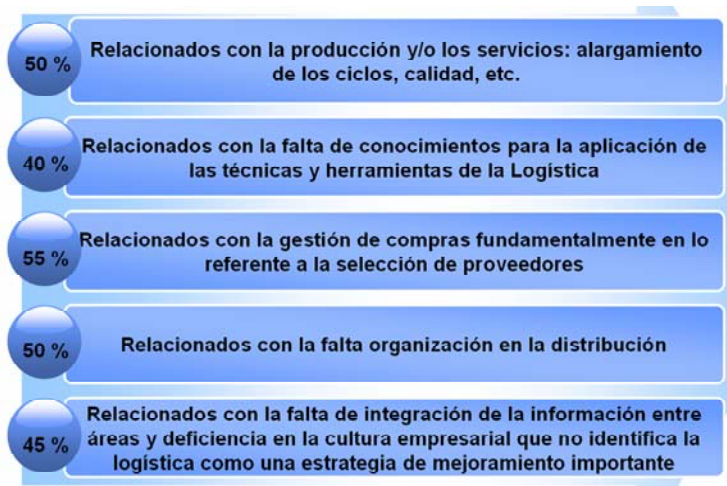 50 %
Relacionados con la producción y/o los servicios: alargamiento
de los ciclos, calidad, etc.
40 %
Relacionados con la falta de conocimientos para la aplicación de
las técnicas y herramientas de la Logística
55 %
Relacionados con la gestión de compras fundamentalmente en lo
referente a la selección de proveedores
50 %
Relacionados con la falta organización en la distribución
45 %
Relacionados con la falta de integración de la información entre
áreas y deficiencia en la cultura empresarial que no identifica la
logística como una estrategia de mejoramiento importante